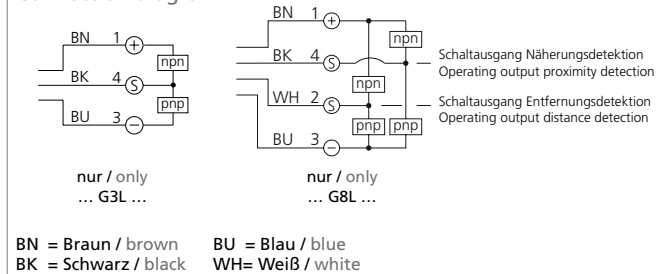 BN 1 +
npn
BK 4 S
pnp
BU 3 −
nur / only
... G3L ...
BN 1 +
npn
BK 4 S
Schaltausgang Näherungsdetektion
Operating output proximity detection
npn
WH 2 S
Schaltausgang Entfernungsdetektion
Operating output distance detection
pnp pnp
BU 3 −
nur / only
... G8L ...
BN = Braun / brown BU = Blau / blue
BK = Schwarz / black WH= Weiß / white